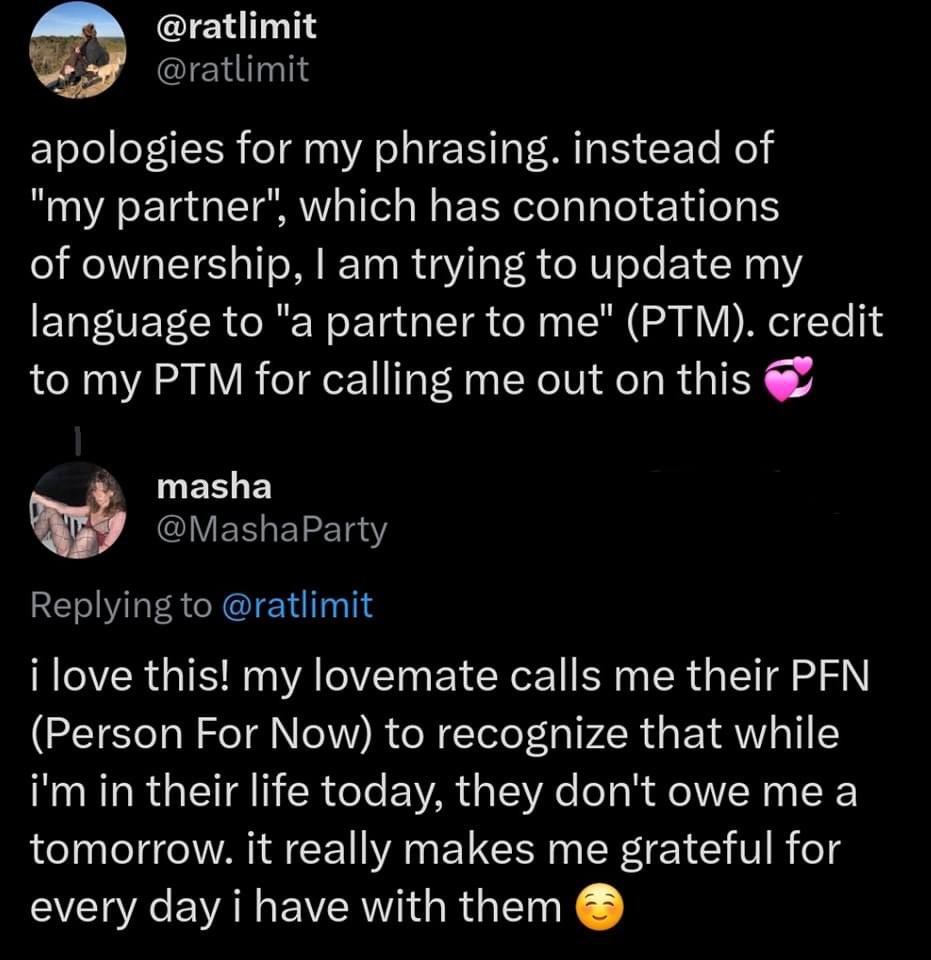 @ratlimit
@ratlimit
apologies for my phrasing. instead of
"my partner", which has connotations
of ownership, I am trying to update my
language to "a partner to me" (PTM). credit
to my PTM for calling me out on this 💞
masha
@MashaParty
Replying to @ratlimit
i love this! my lovemate calls me their PFN
(Person For Now) to recognize that while
i'm in their life today, they don't owe me a
tomorrow. it really makes me grateful for
every day i have with them ☺️